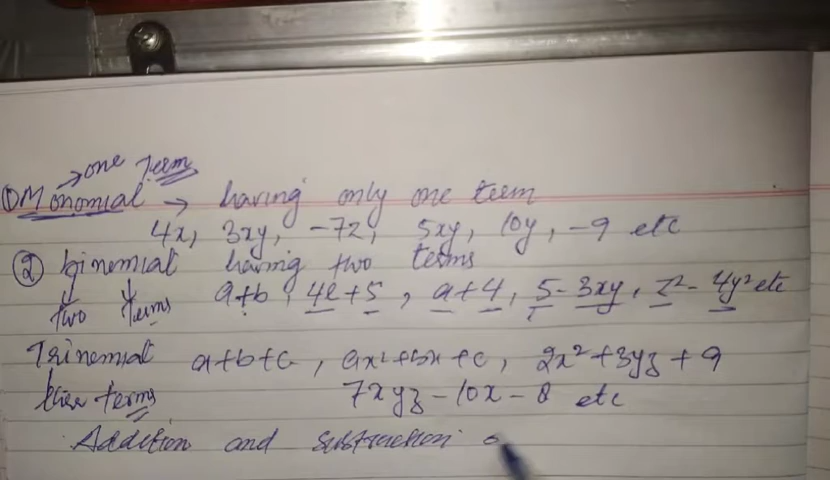 → one Term
① Monomial → having only one term
4x, 3xy, -7z, 5xy, 10y, -9 etc
② binomial having two terms
two terms a+b, 4l+5, a+4, 5-3xy, z²-4y² etc
Trinomial a+b+c, ax²+bx+c, 2x²+3yz+9
three terms 7xyz-10x-8 etc
Addition and subtraction o